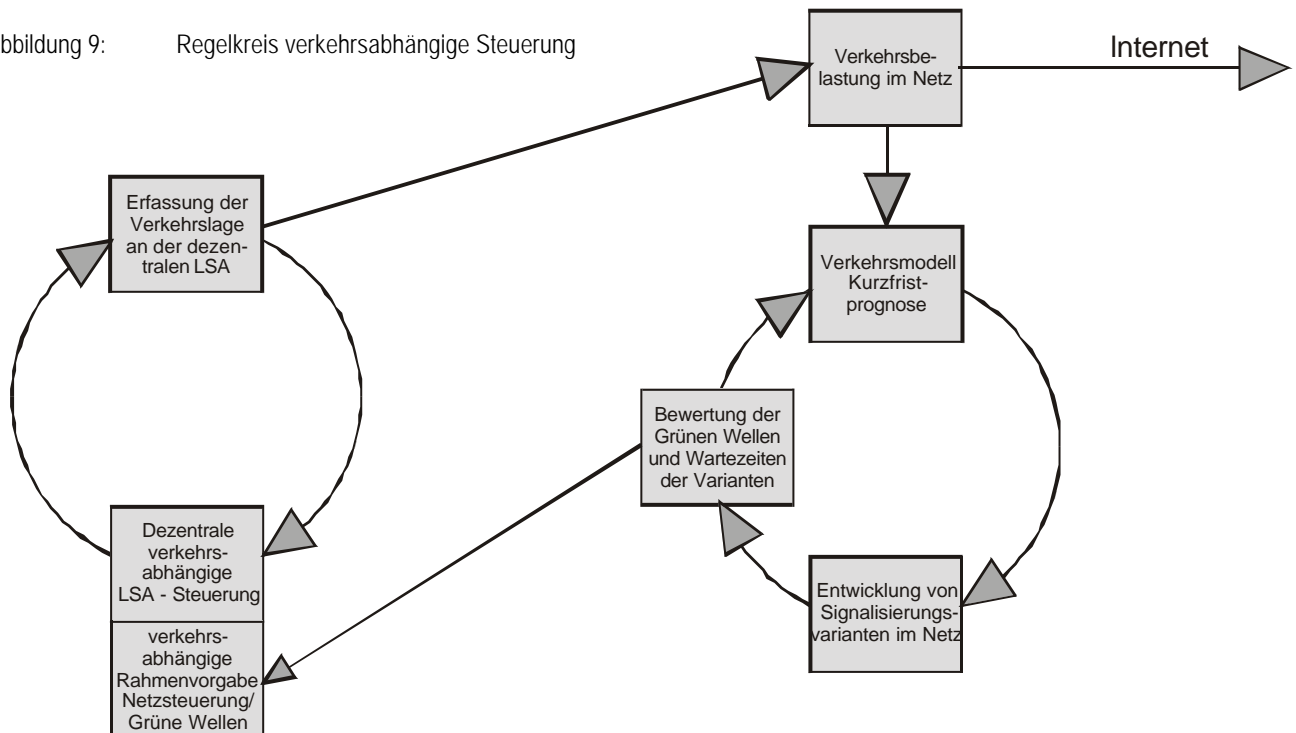 bbildung 9: Regelkreis verkehrsabhängige Steuerung
Verkehrsbe-
lastung im Netz
Internet
Erfassung der
Verkehrslage
an der dezen-
tralen LSA
Verkehrsmodell
Kurzfrist-
prognose
Bewertung der
Grünen Wellen
und Wartezeiten
der Varianten
Dezentrale
verkehrs-
abhängige
LSA - Steuerung
verkehrs-
abhängige
Rahmenvorgabe
Netzsteuerung/
Grüne Wellen
Entwicklung von
Signalisierungs-
varianten im Netz